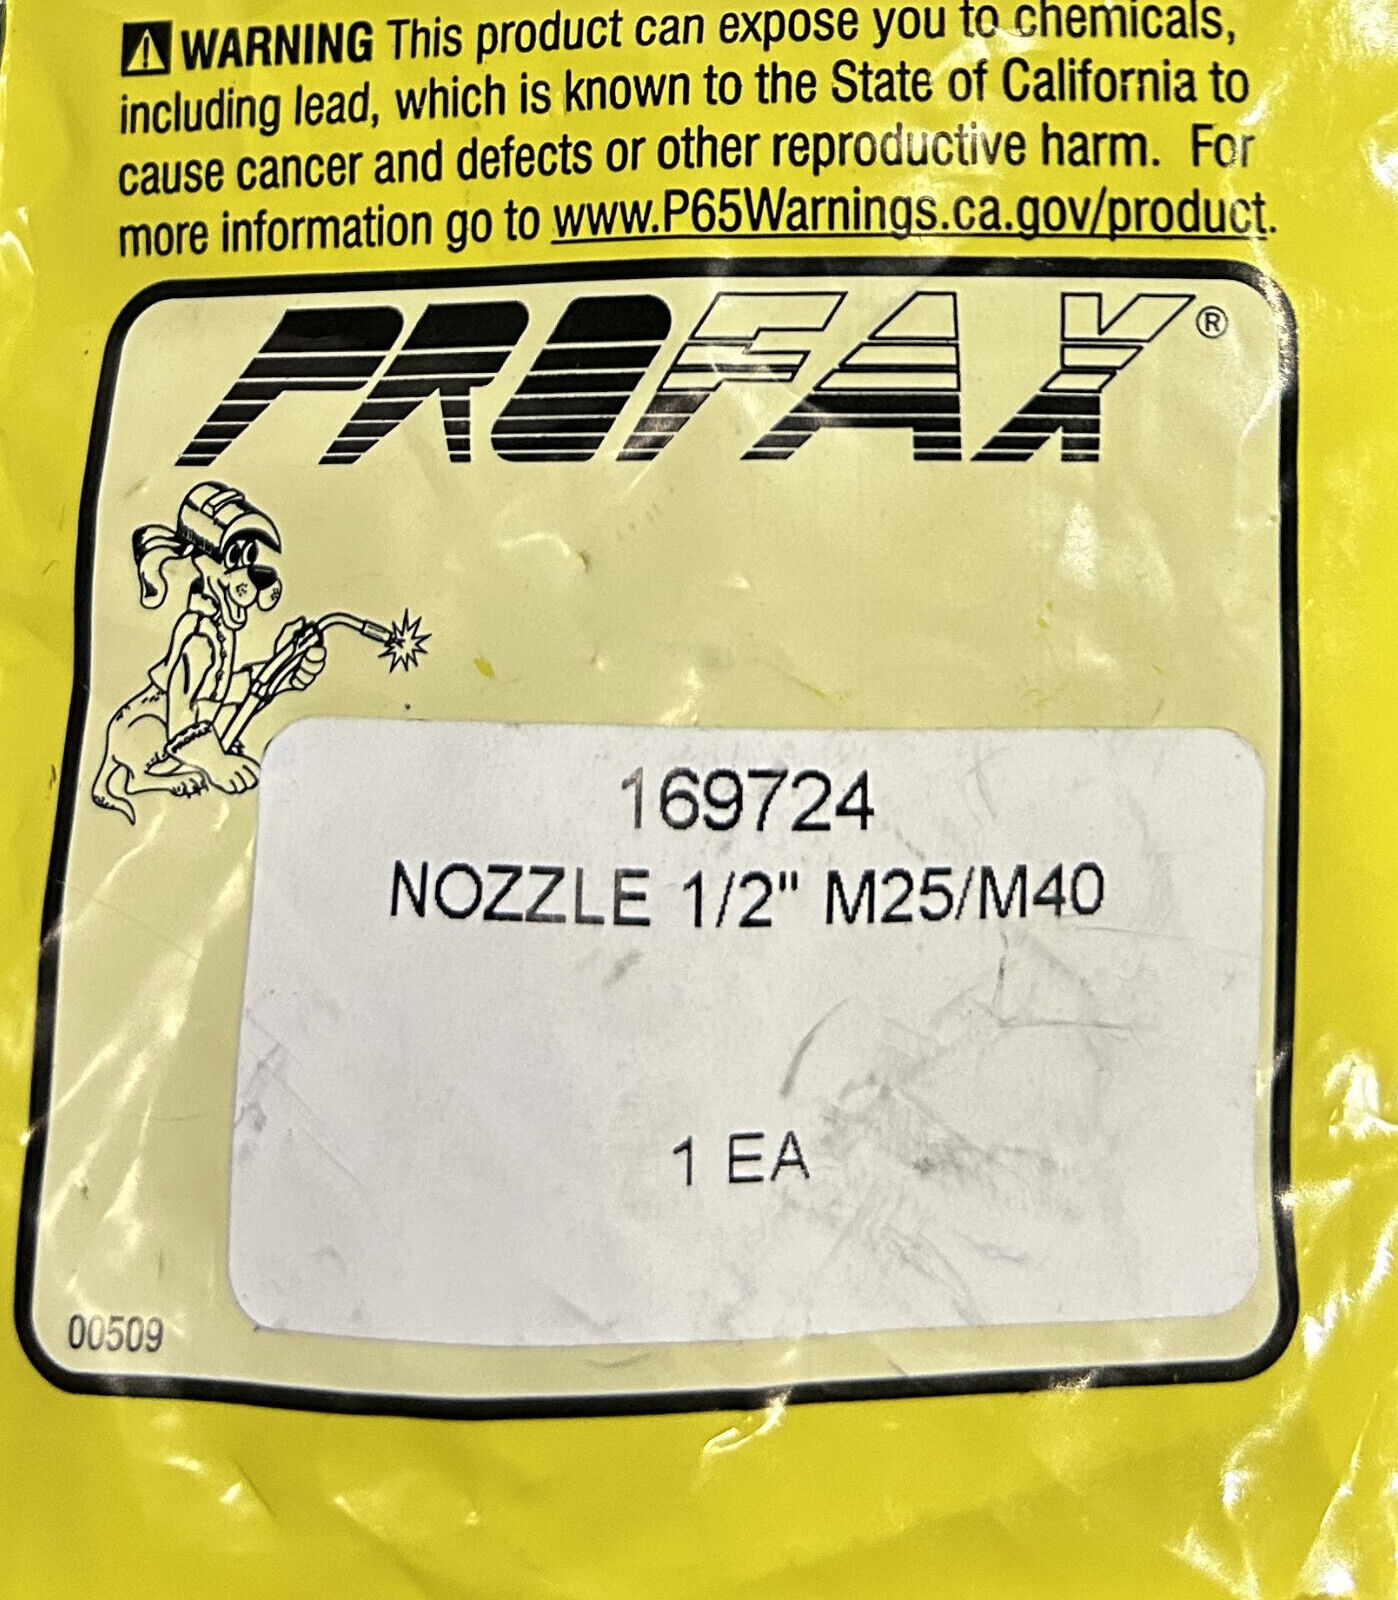 WARNING This product can expose you to chemicals,
including lead, which is known to the State of California to
cause cancer and defects or other reproductive harm. For
more information go to www.P65Warnings.ca.gov/product.
PROFAX®
169724
NOZZLE 1/2" M25/M40
1 EA
00509